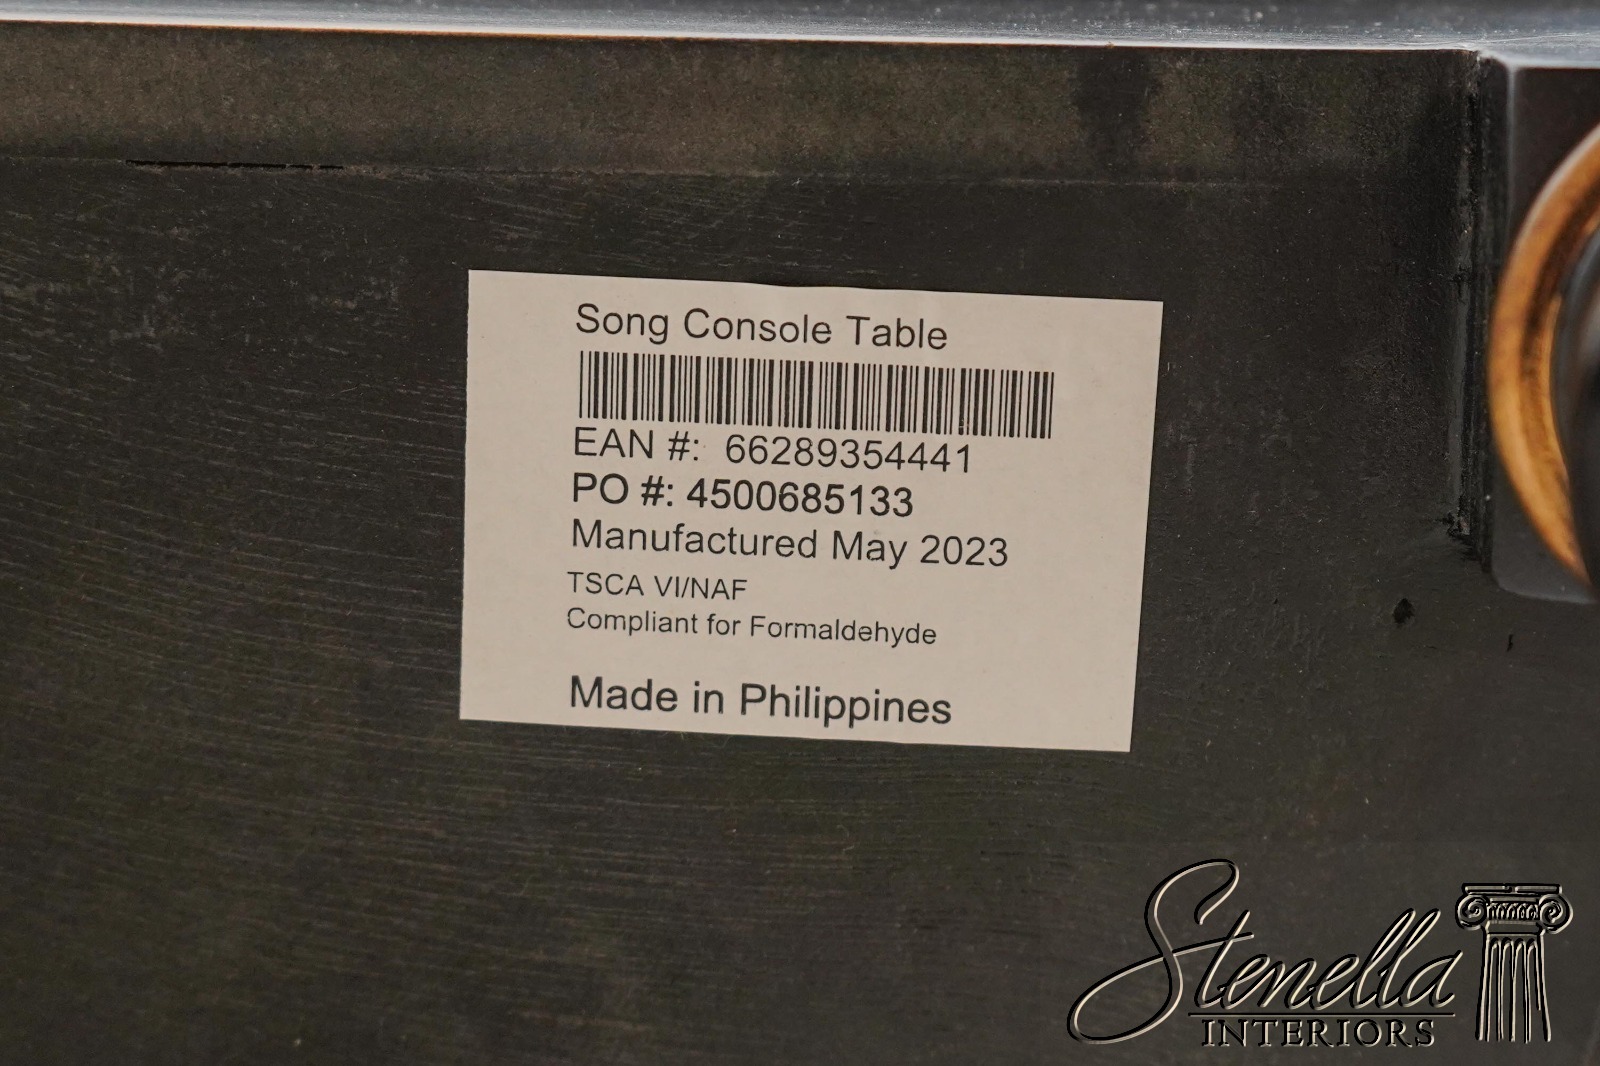 Song Console Table
EAN #: 66289354441
PO #: 4500685133
Manufactured May 2023
TSCA VI/NAF
Compliant for Formaldehyde
Made in Philippines
Stenella
INTERIORS